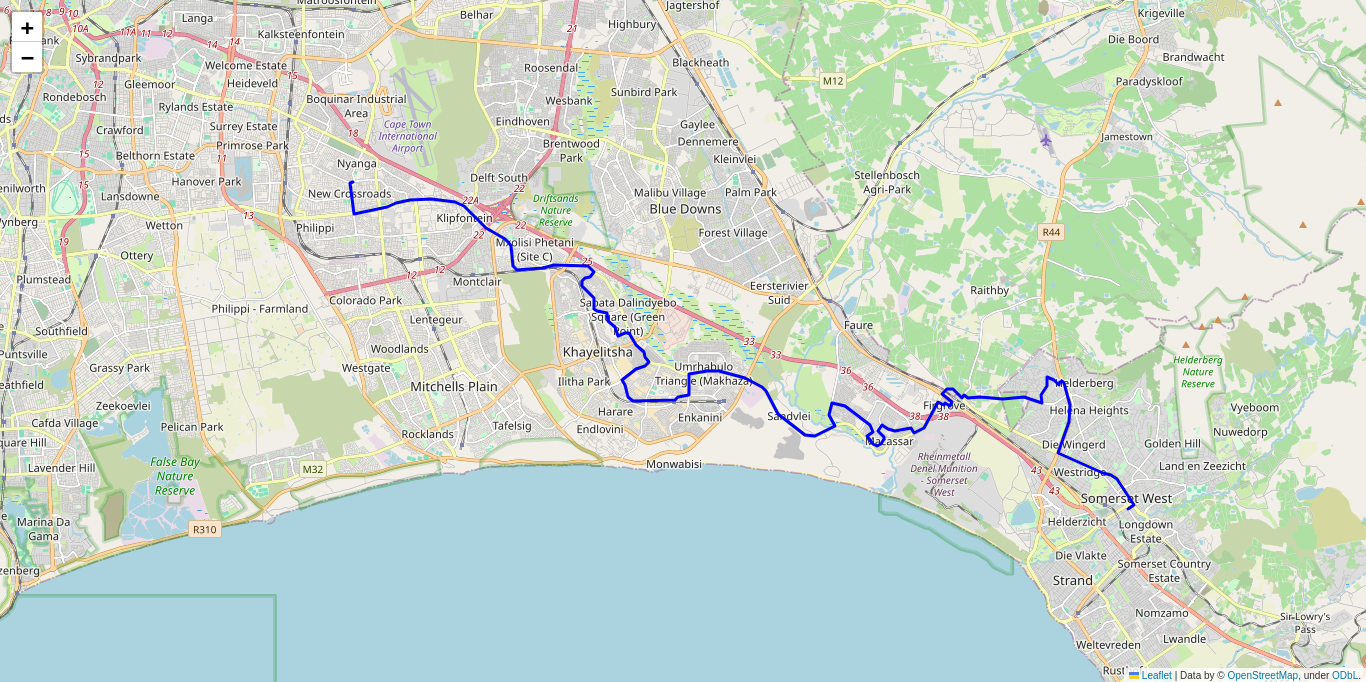 Matroosfontein
Jagtershof
Langa
Belhar
Highbury
Krigeville
+
Kalksteenfontein
Die Boord
−
Sybrandpark
Welcome Estate
Roosendal
Blackheath
Brandwacht
Gleemoor
Heideveld
M12
Paradyskloof
Rondebosch
Rylands Estate
Boquinar Industrial
Area
Wesbank
Sunbird Park
Crawford
Surrey Estate
Cape Town
International
Airport
Eindhoven
Gaylee
Dennemere
Jamestown
Primrose Park
Brentwood
Park
Belthorn Estate
Nyanga
Kleinvlei
Hanover Park
Delft South
Stellenbosch
Agri-Park
Lansdowne
New Crossroads
Malibu Village
Palm Park
Driftsands
Nature
Reserve
Blue Downs
Wetton
Philippi
Klipfontein
Forest Village
R44
Ottery
Mxolisi Phetani
(Site C)
Plumstead
Montclair
Eersterivier
Suid
Raithby
Colorado Park
Philippi - Farmland
Sabata Dalindyebo
Square (Green
Point)
Lentegeur
Faure
Southfield
Puntsville
Woodlands
Khayelitsha
Grassy Park
Westgate
Umrhabulo
Triangle (Makhaza)
Helderberg
Nature
Reserve
Mitchells Plain
Ilitha Park
Helderberg
Zeekoevlei
Harare
Enkanini
Sandvlei
Firgrove
Helena Heights
Vyeboom
Cafda Village
Pelican Park
Rocklands
Tafelsig
Endlovini
Macassar
Nuwedorp
Die Wingerd
Golden Hill
Lavender Hill
False Bay
Nature
Reserve
M32
Monwabisi
Rheinmetall
Denel Munition
- Somerset
West
Westridge
Land en Zeezicht
Somerset West
Marina Da
Gama
R310
Helderzicht
Longdown
Estate
Die Vlakte
Somerset Country
Estate
Strand
Nomzamo
Sir Lowry's
Pass
Weltevreden
Lwandle
Leaflet | Data by © OpenStreetMap, under ODbL.